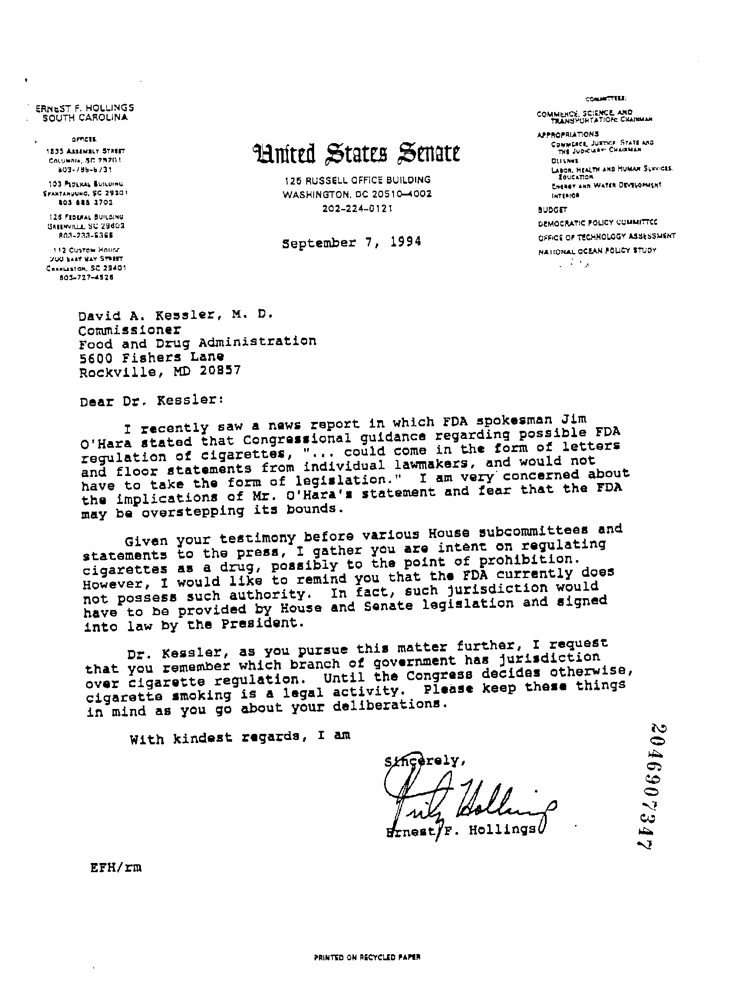 ERNEST F. HOLLINGS
SOUTH CAROLINA
OFFICES
1835 ASSEMBLY STREET
COLUMBIA, SC 29201
103 FEDERAL BUILDING
SPARTANBURG, SC 29301
126 FEDERAL BUILDING
GREENVILLE, SC 29603
112 CUSTOM HOUSE
200 EAST BAY STREET
CHARLESTON, SC 29401
803-727-4526
United States Senate
125 RUSSELL OFFICE BUILDING
WASHINGTON, DC 20510-4002
202-224-0121
September 7, 1994
COMMITTEES:
COMMERCE, SCIENCE, AND
TRANSPORTATION: CHAIRMAN
APPROPRIATIONS
COMMERCE, JUSTICE, STATE AND
THE JUDICIARY: CHAIRMAN
DEFENSE
LABOR, HEALTH AND HUMAN SERVICES,
EDUCATION
ENERGY AND WATER DEVELOPMENT
INTERIOR
BUDGET
DEMOCRATIC POLICY COMMITTEE
OFFICE OF TECHNOLOGY ASSESSMENT
NATIONAL OCEAN POLICY STUDY
David A. Kessler, M. D.
Commissioner
Food and Drug Administration
5600 Fishers Lane
Rockville, MD 20857
Dear Dr. Kessler:
I recently saw a news report in which FDA spokesman Jim
O'Hara stated that Congressional guidance regarding possible FDA
regulation of cigarettes, "... could come in the form of letters
and floor statements from individual lawmakers, and would not
have to take the form of legislation." I am very concerned about
the implications of Mr. O'Hara's statement and fear that the FDA
may be overstepping its bounds.
Given your testimony before various House subcommittees and
statements to the press, I gather you are intent on regulating
cigarettes as a drug, possibly to the point of prohibition.
However, I would like to remind you that the FDA currently does
not possess such authority. In fact, such jurisdiction would
have to be provided by House and Senate legislation and signed
into law by the President.
Dr. Kessler, as you pursue this matter further, I request
that you remember which branch of government has jurisdiction
over cigarette regulation. Until the Congress decides otherwise,
cigarette smoking is a legal activity. Please keep these things
in mind as you go about your deliberations.
With kindest regards, I am
Sincerely,
Fritz Hollings
Ernest F. Hollings
EFH/rm
2046907347
PRINTED ON RECYCLED PAPER